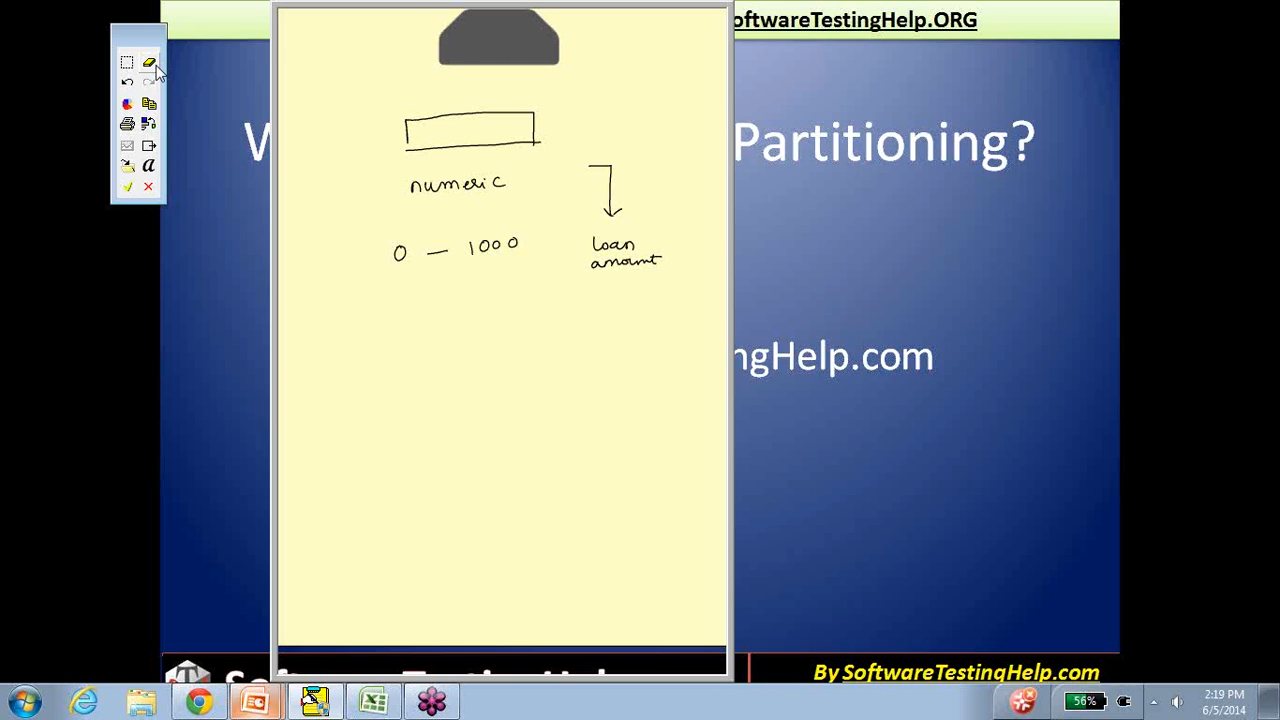 oftwareTestingHelp.ORG
W
Partitioning?
numeric
0 — 1000
loan
amount
ngHelp.com
By SoftwareTestingHelp.com
a
56%
2:19 PM
6/5/2014